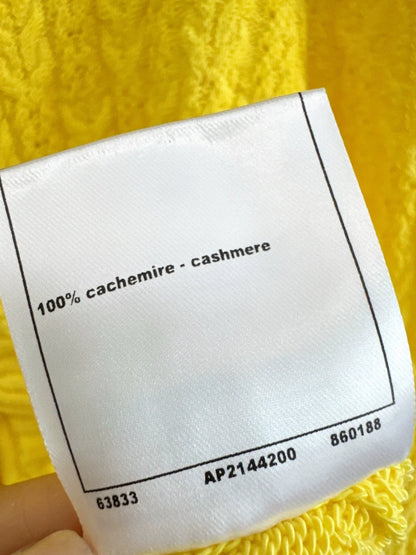 100% cachemire - cashmere
63833 AP2144200 860188